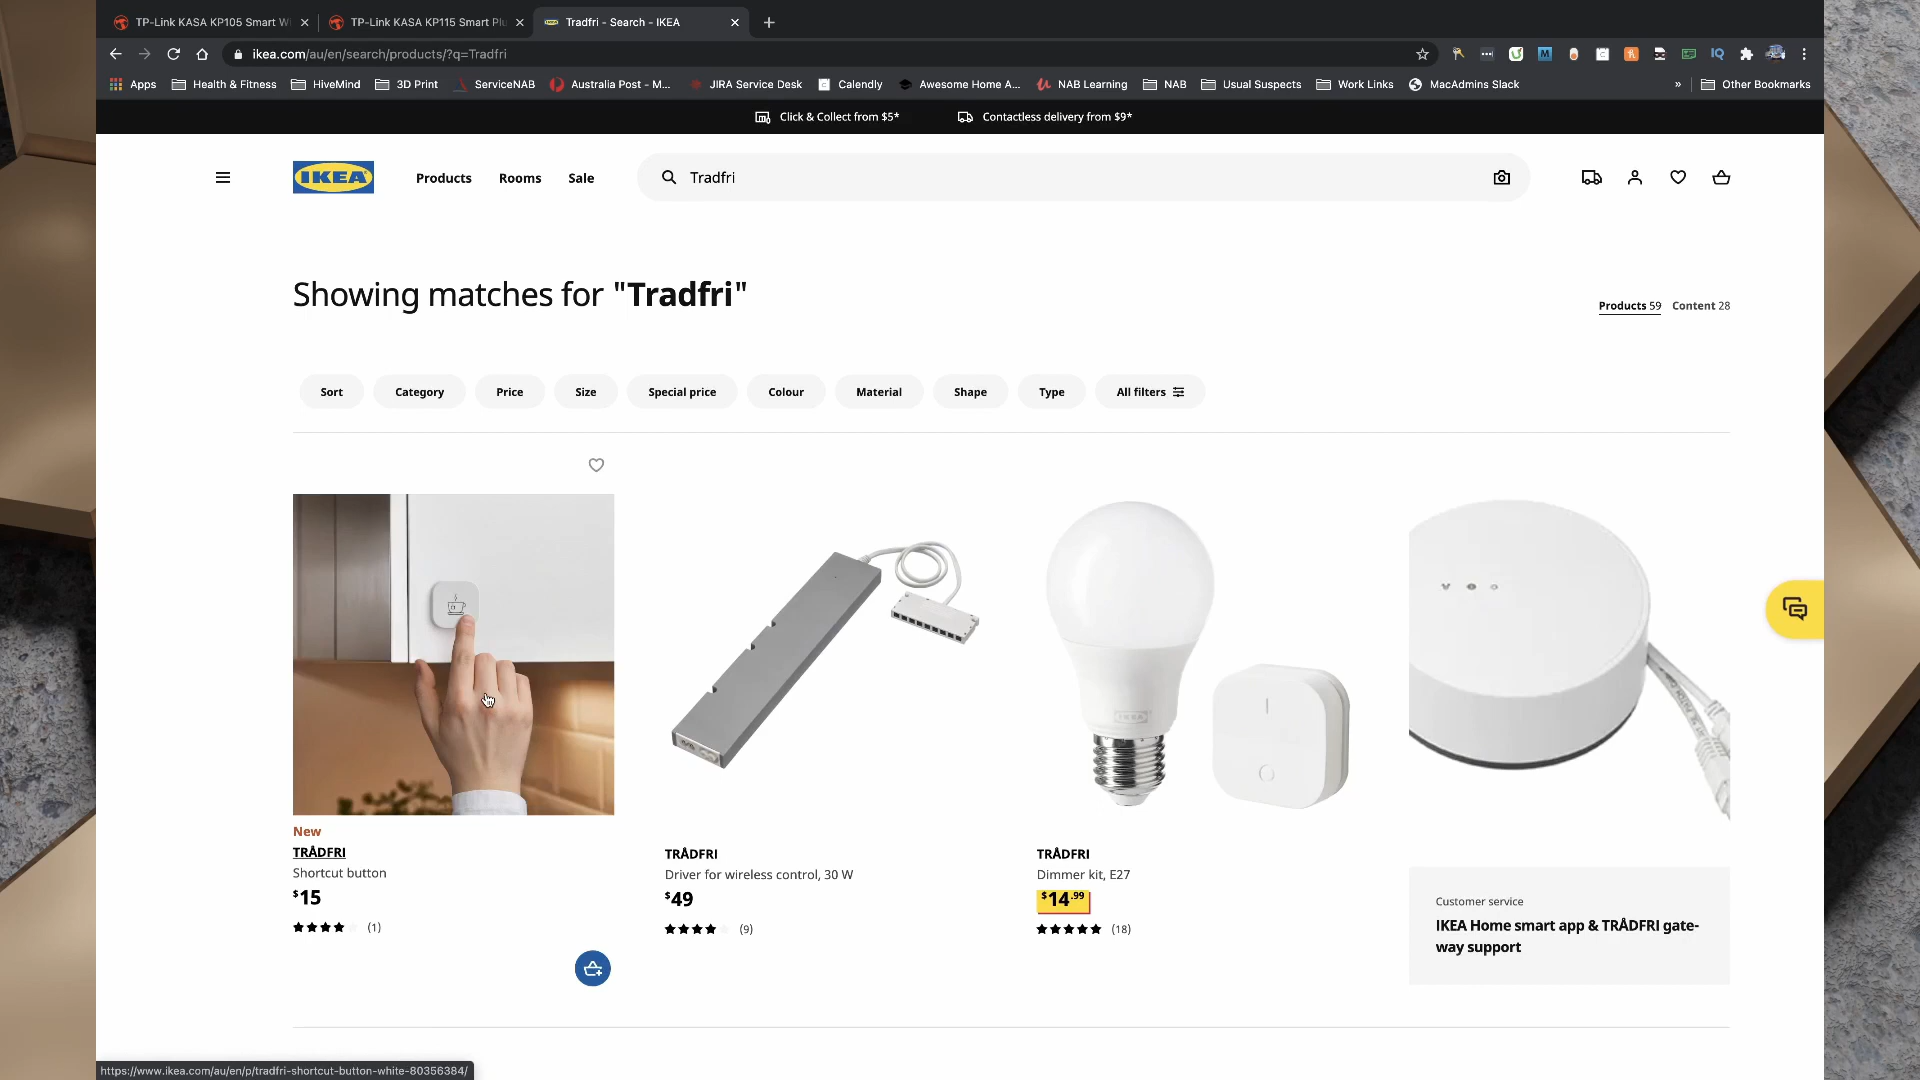 TP-Link KASA KP105 Smart W
TP-Link KASA KP115 Smart Plu
Tradfri - Search - IKEA
ikea.com/au/en/search/products/?q=Tradfri
Apps
Health & Fitness
HiveMind
3D Print
ServiceNAB
Australia Post - M...
JIRA Service Desk
Calendly
Awesome Home A...
NAB Learning
NAB
Usual Suspects
Work Links
MacAdmins Slack
»
Other Bookmarks
Click & Collect from $5*
Contactless delivery from $9*
IKEA
Products
Rooms
Sale
Tradfri
Showing matches for "Tradfri"
Products 59
Content 28
Sort
Category
Price
Size
Special price
Colour
Material
Shape
Type
All filters
New
TRÅDFRI
Shortcut button
$15
(1)
TRÅDFRI
Driver for wireless control, 30 W
$49
(9)
IKEA
TRÅDFRI
Dimmer kit, E27
$14.99
(18)
Customer service
IKEA Home smart app & TRÅDFRI gate-
way support
https://www.ikea.com/au/en/p/tradfri-shortcut-button-white-80356384/